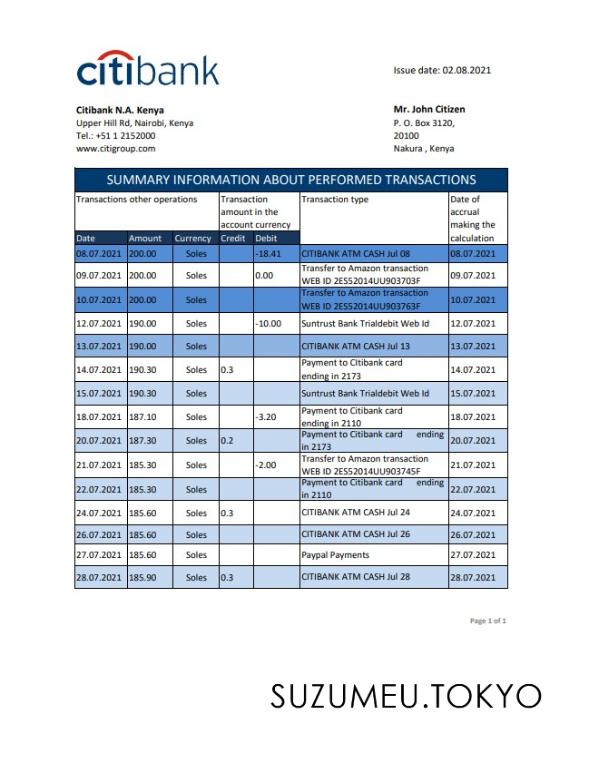 citibank
Issue date: 02.08.2021
Citibank N.A. Kenya
Upper Hill Rd, Nairobi, Kenya
Tel.: +51 1 2152000
www.citigroup.com
Mr. John Citizen
P. O. Box 3120,
20100
Nakura , Kenya
SUMMARY INFORMATION ABOUT PERFORMED TRANSACTIONS
Transactions other operations
Transaction
amount in the
account currency
Transaction type
Date of
accrual
making the
calculation
Date Amount Currency Credit Debit
08.07.2021 200.00 Soles -18.41 CITIBANK ATM CASH Jul 08 08.07.2021
09.07.2021 200.00 Soles 0.00 Transfer to Amazon transaction
WEB ID 2ES52014UU903703F 09.07.2021
10.07.2021 200.00 Soles Transfer to Amazon transaction
WEB ID 2ES52014UU903763F 10.07.2021
12.07.2021 190.00 Soles -10.00 Suntrust Bank Trialdebit Web Id 12.07.2021
13.07.2021 190.00 Soles CITIBANK ATM CASH Jul 13 13.07.2021
14.07.2021 190.30 Soles 0.3 Payment to Citibank card
ending in 2173 14.07.2021
15.07.2021 190.30 Soles Suntrust Bank Trialdebit Web Id 15.07.2021
18.07.2021 187.10 Soles -3.20 Payment to Citibank card
ending in 2110 18.07.2021
20.07.2021 187.30 Soles 0.2 Payment to Citibank card ending
in 2173 20.07.2021
21.07.2021 185.30 Soles -2.00 Transfer to Amazon transaction
WEB ID 2ES52014UU903745F 21.07.2021
22.07.2021 185.30 Soles Payment to Citibank card ending
in 2110 22.07.2021
24.07.2021 185.60 Soles 0.3 CITIBANK ATM CASH Jul 24 24.07.2021
26.07.2021 185.60 Soles CITIBANK ATM CASH Jul 26 26.07.2021
27.07.2021 185.60 Soles Paypal Payments 27.07.2021
28.07.2021 185.90 Soles 0.3 CITIBANK ATM CASH Jul 28 28.07.2021
Page 1 of 1
SUZUMEU.TOKYO